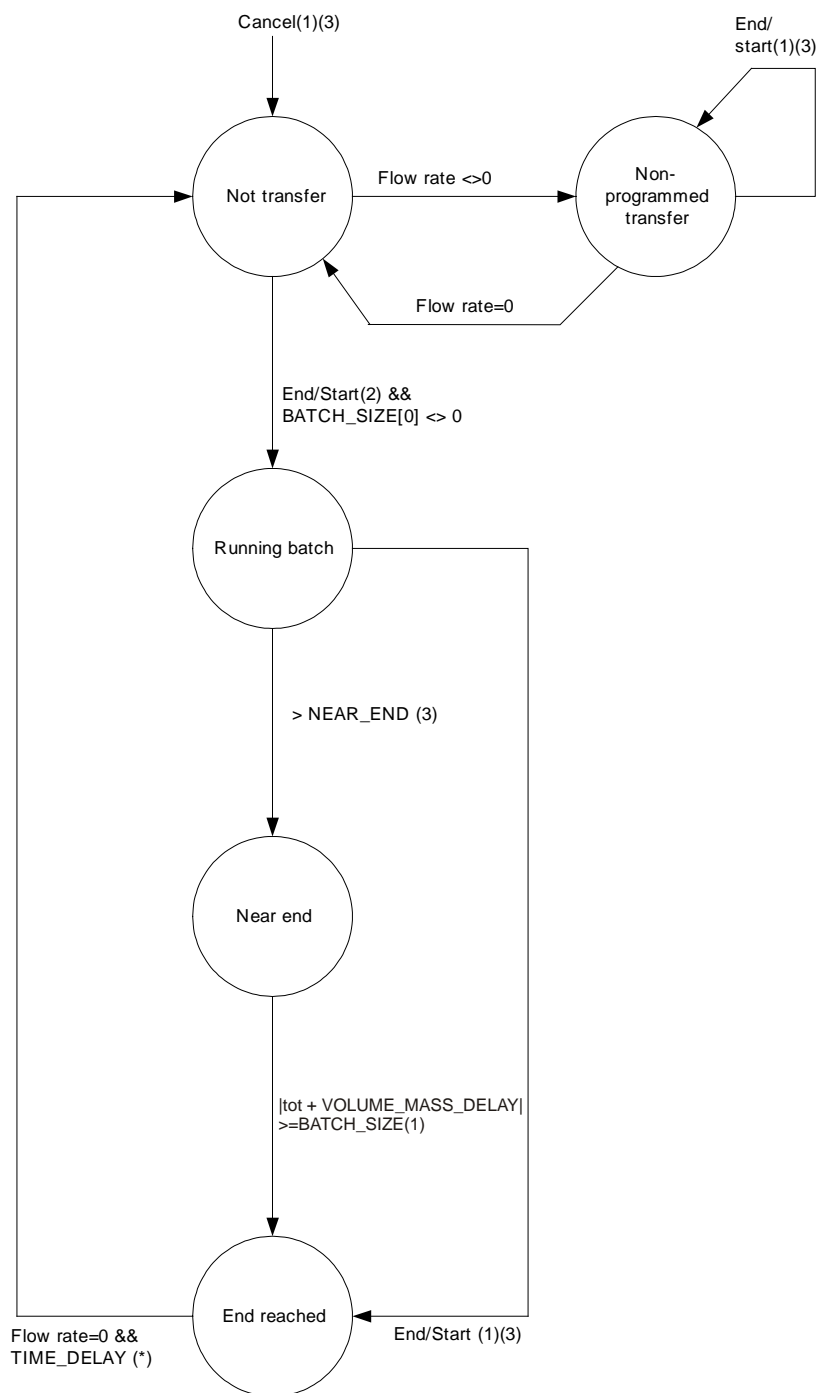 Cancel(1)(3)
End/
start(1)(3)
Not transfer
Flow rate <>0
Non-
programmed
transfer
Flow rate=0
End/Start(2) &&
BATCH_SIZE[0] <> 0
Running batch
> NEAR_END (3)
Near end
|tot + VOLUME_MASS_DELAY|
>=BATCH_SIZE(1)
End reached
End/Start (1)(3)
Flow rate=0 &&
TIME_DELAY (*)